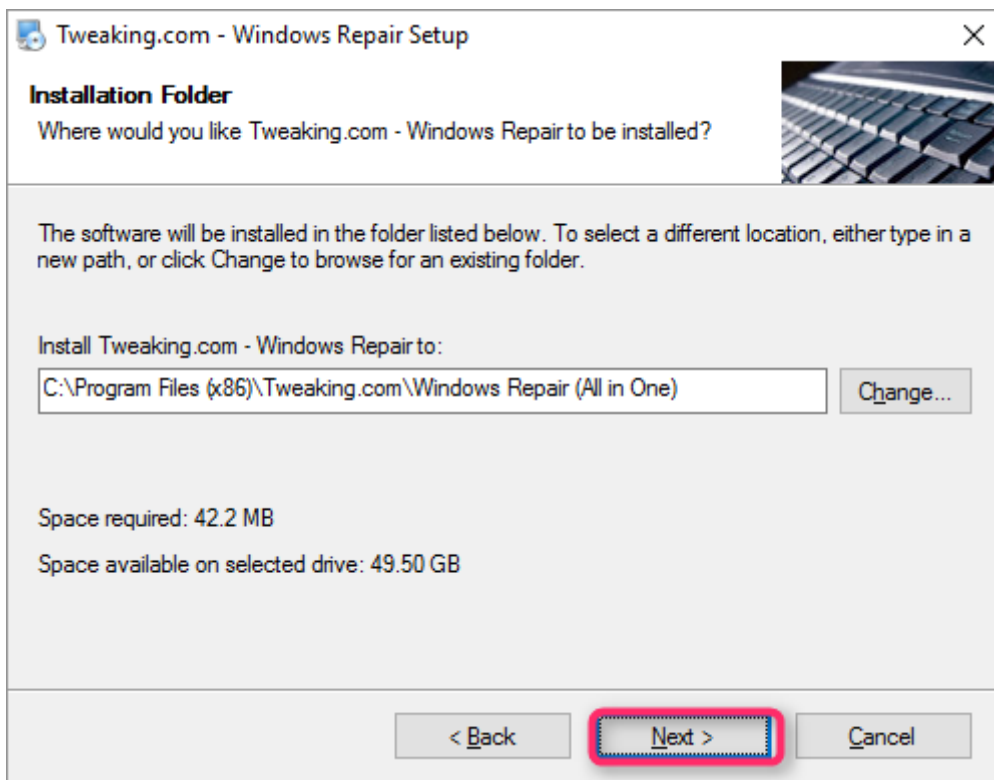 Tweaking.com - Windows Repair Setup
Installation Folder
Where would you like Tweaking.com - Windows Repair to be installed?
The software will be installed in the folder listed below. To select a different location, either type in a
new path, or click Change to browse for an existing folder.
Install Tweaking.com - Windows Repair to:
C:\Program Files (x86)\Tweaking.com\Windows Repair (All in One)
Change...
Space required: 42.2 MB
Space available on selected drive: 49.50 GB
< Back Next > Cancel